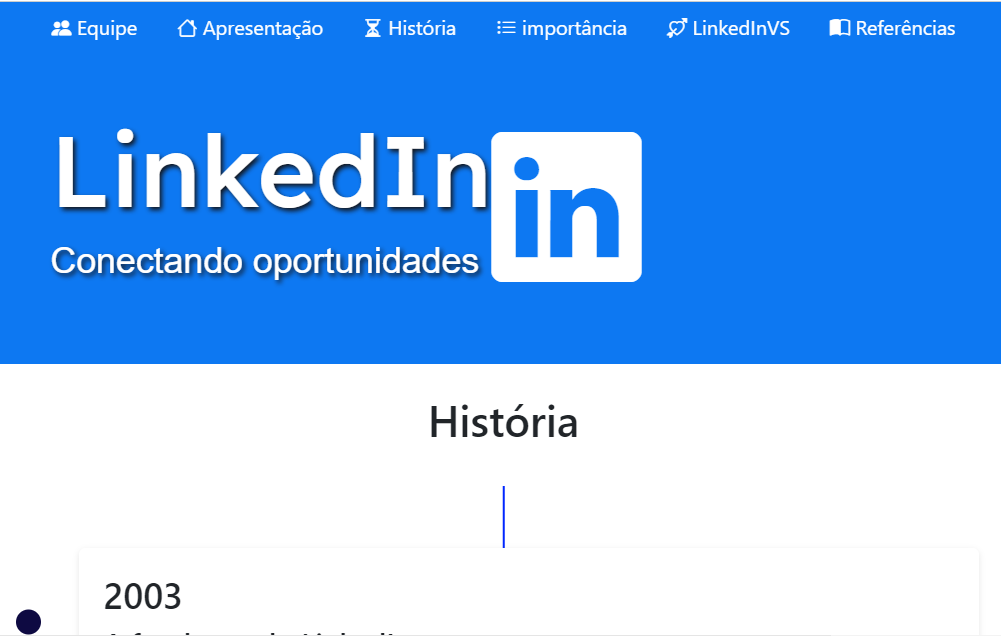 Equipe Apresentação História importância LinkedInVS Referências
LinkedIn
in
Conectando oportunidades
História
2003